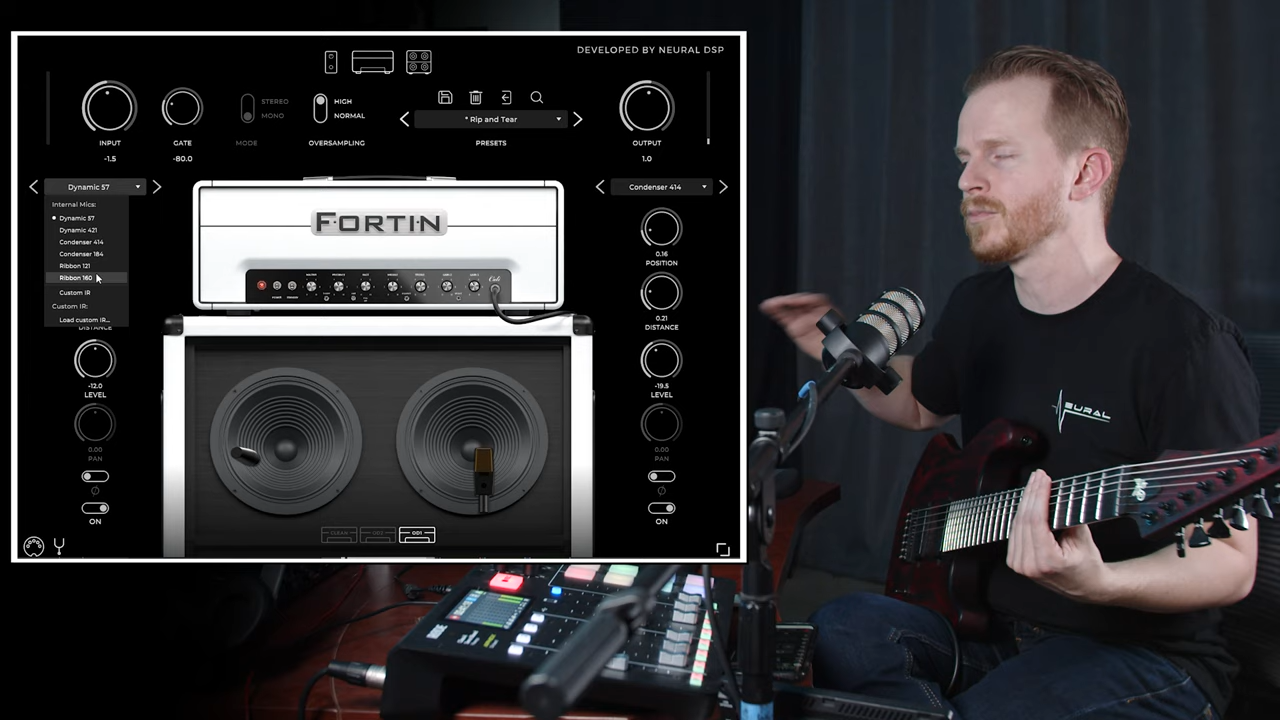 DEVELOPED BY NEURAL DSP
STEREO
MONO
HIGH
NORMAL
* Rip and Tear
INPUT
GATE
MODE
OVERSAMPLING
PRESETS
OUTPUT
-1.5
-80.0
1.0
Dynamic 57
Condenser 414
Internal Mics:
Dynamic 57
Dynamic 421
Condenser 414
Condenser 184
Ribbon 121
Ribbon 160
Custom IR
Custom IR:
Load custom IR...
DISTANCE
-12.0
LEVEL
0.00
PAN
Ø
ON
FORTIN
Cali
CLEAN
OD1
0.16
POSITION
0.21
DISTANCE
-19.5
LEVEL
0.00
PAN
Ø
ON
NEURAL